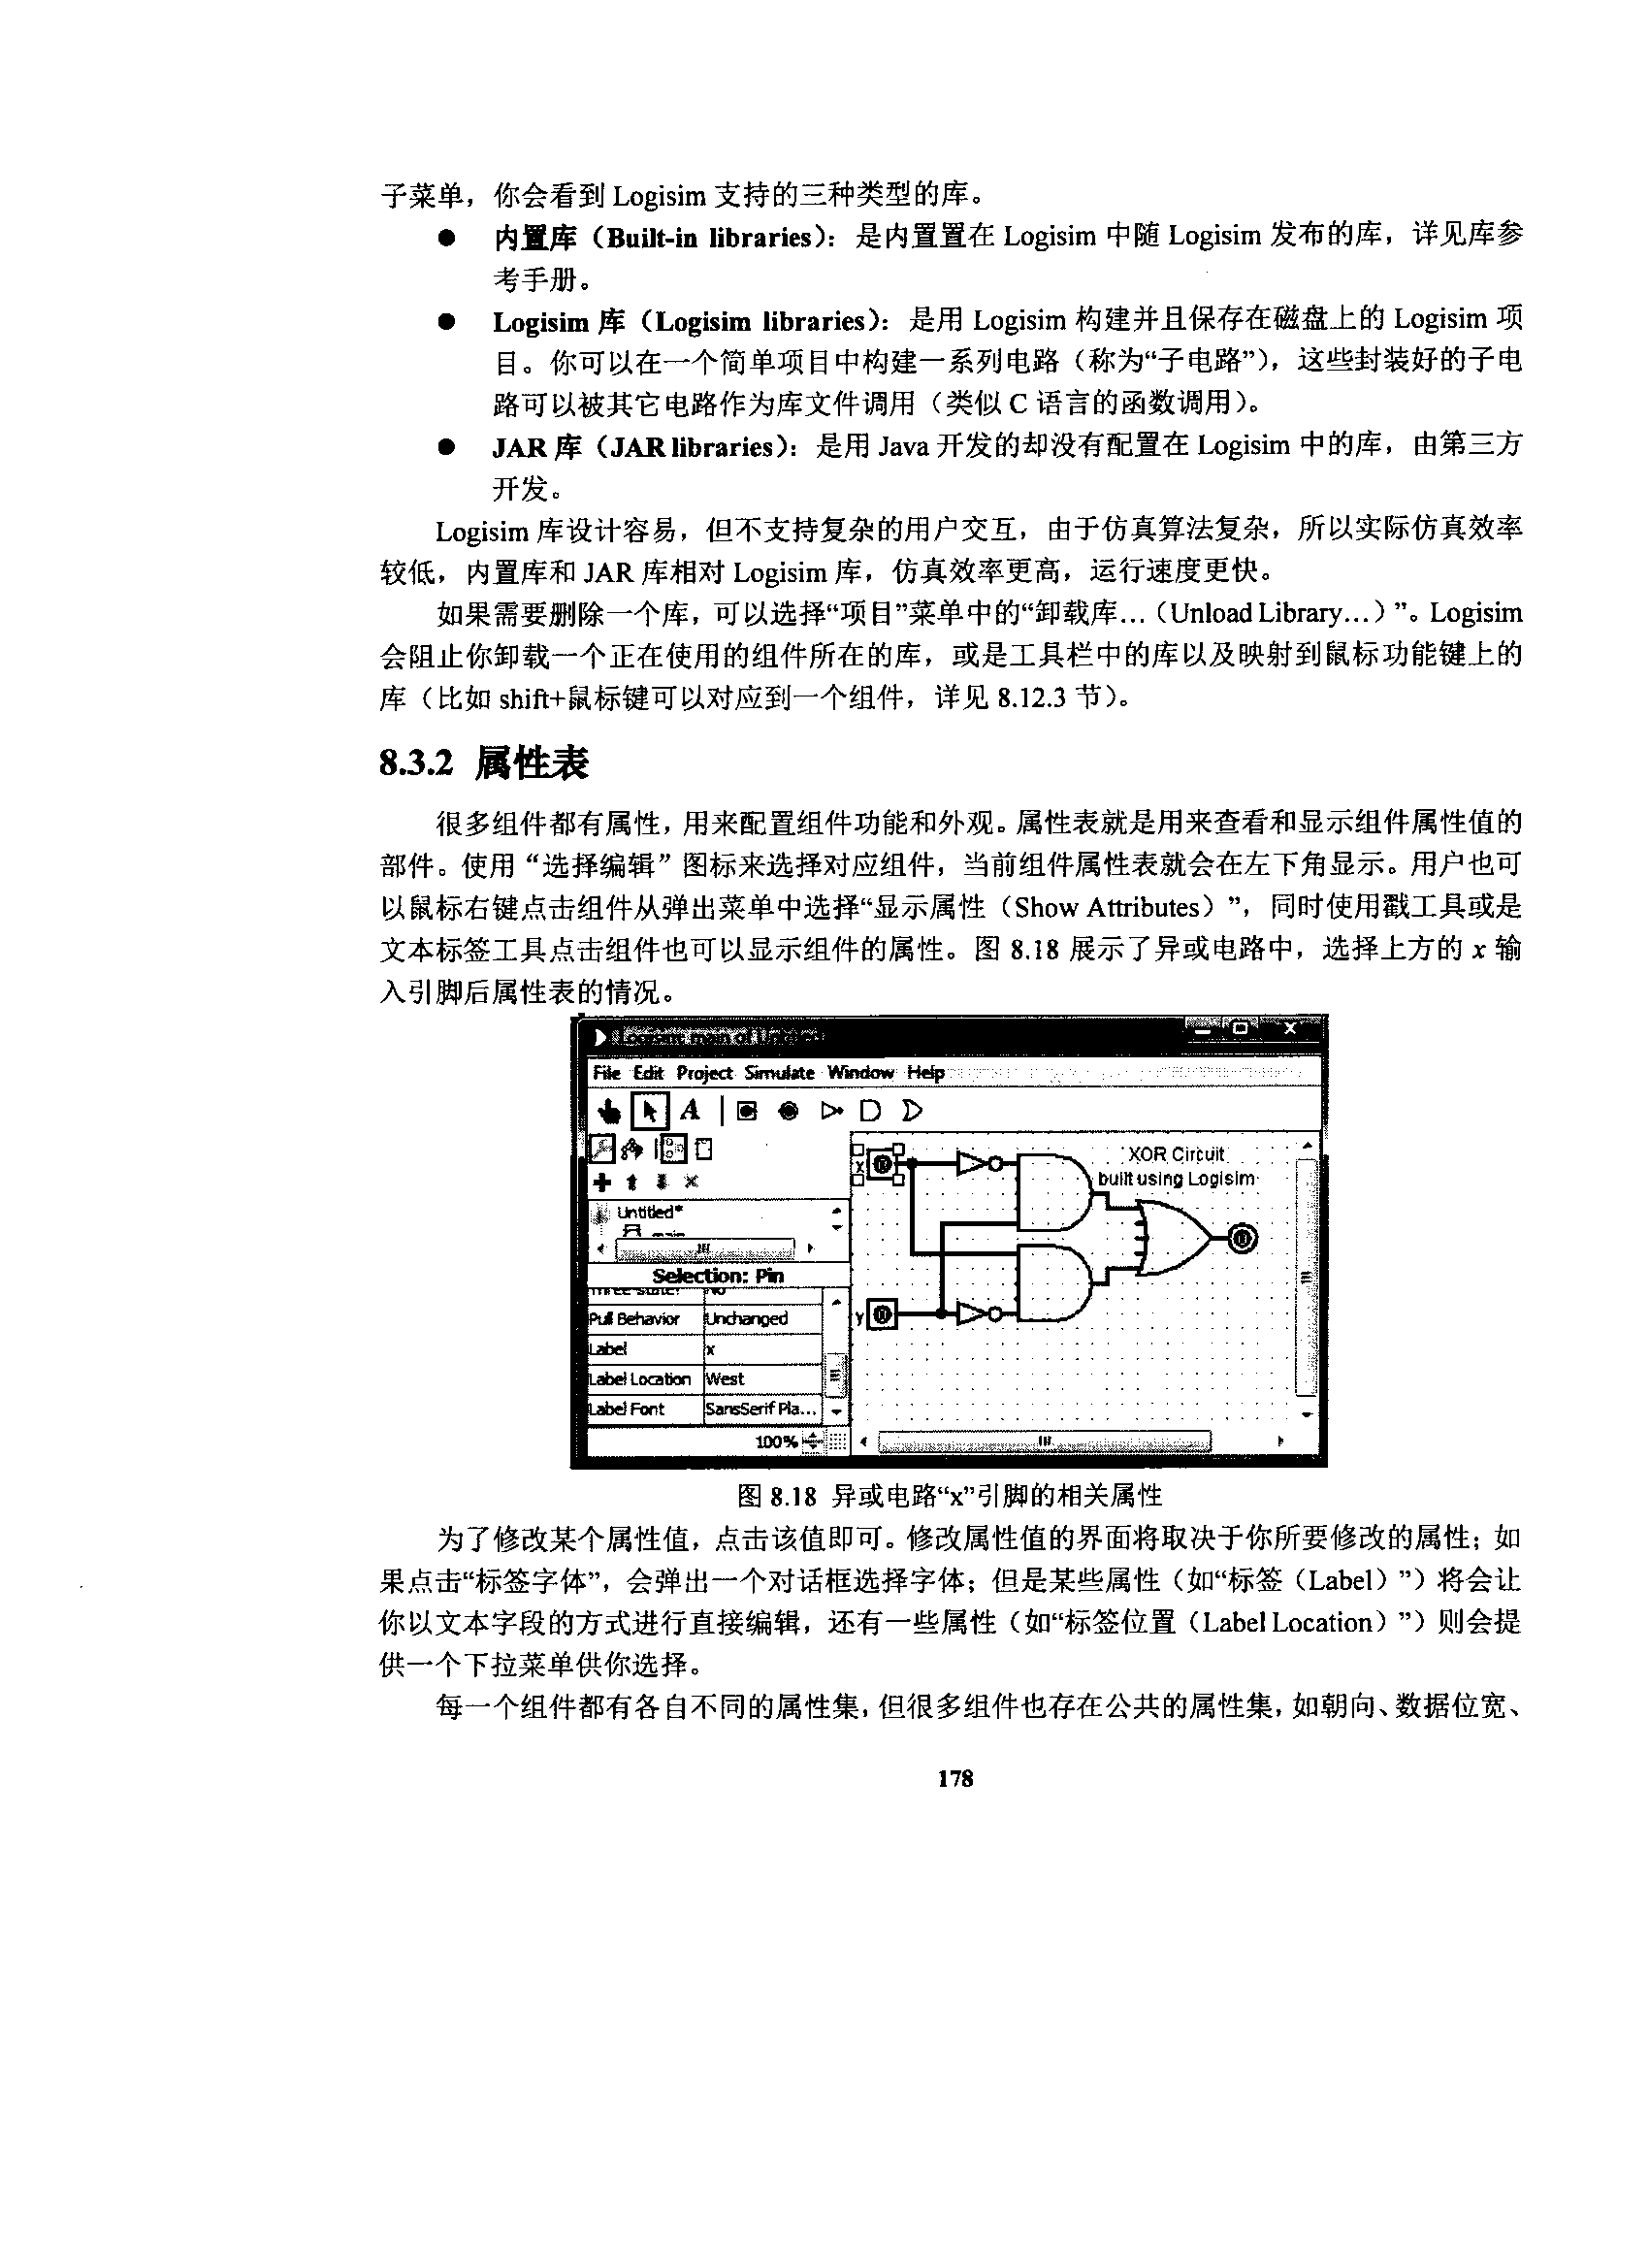 子菜单，你会看到 Logisim 支持的三种类型的库。
● 内置库（Built-in libraries）：是内置置在 Logisim 中随 Logisim 发布的库，详见库参
考手册。
● Logisim 库（Logisim libraries）：是用 Logisim 构建并且保存在磁盘上的 Logisim 项
目。你可以在一个简单项目中构建一系列电路（称为“子电路”），这些封装好的子电
路可以被其它电路作为库文件调用（类似 C 语言的函数调用）。
● JAR 库（JAR libraries）：是用 Java 开发的却没有配置在 Logisim 中的库，由第三方
开发。
Logisim 库设计容易，但不支持复杂的用户交互，由于仿真算法复杂，所以实际仿真效率
较低，内置库和 JAR 库相对 Logisim 库，仿真效率更高，运行速度更快。
如果需要删除一个库，可以选择“项目”菜单中的“卸载库…（Unload Library…）”。Logisim
会阻止你卸载一个正在使用的组件所在的库，或是工具栏中的库以及映射到鼠标功能键上的
库（比如 shift+鼠标键可以对应到一个组件，详见 8.12.3 节）。
8.3.2 属性表
很多组件都有属性，用来配置组件功能和外观。属性表就是用来查看和显示组件属性值的
部件。使用“选择编辑”图标来选择对应组件，当前组件属性表就会在左下角显示。用户也可
以鼠标右键点击组件从弹出菜单中选择“显示属性（Show Attributes）”，同时使用戳工具或是
文本标签工具点击组件也可以显示组件的属性。图 8.18 展示了异或电路中，选择上方的 x 输
入引脚后属性表的情况。
File Edit Project Simulate Window Help
A
XOR Circuit
built using Logisim
x
Untitled*
Selection: Pin
Pull Behavior Unchanged
y
Label x
Label Location West
Label Font SansSerif Pla...
100%
图 8.18 异或电路“x”引脚的相关属性
为了修改某个属性值，点击该值即可。修改属性值的界面将取决于你所要修改的属性；如
果点击“标签字体”，会弹出一个对话框选择字体；但是某些属性（如“标签（Label）”）将会让
你以文本字段的方式进行直接编辑，还有一些属性（如“标签位置（Label Location）”）则会提
供一个下拉菜单供你选择。
每一个组件都有各自不同的属性集，但很多组件也存在公共的属性集，如朝向、数据位宽、
178